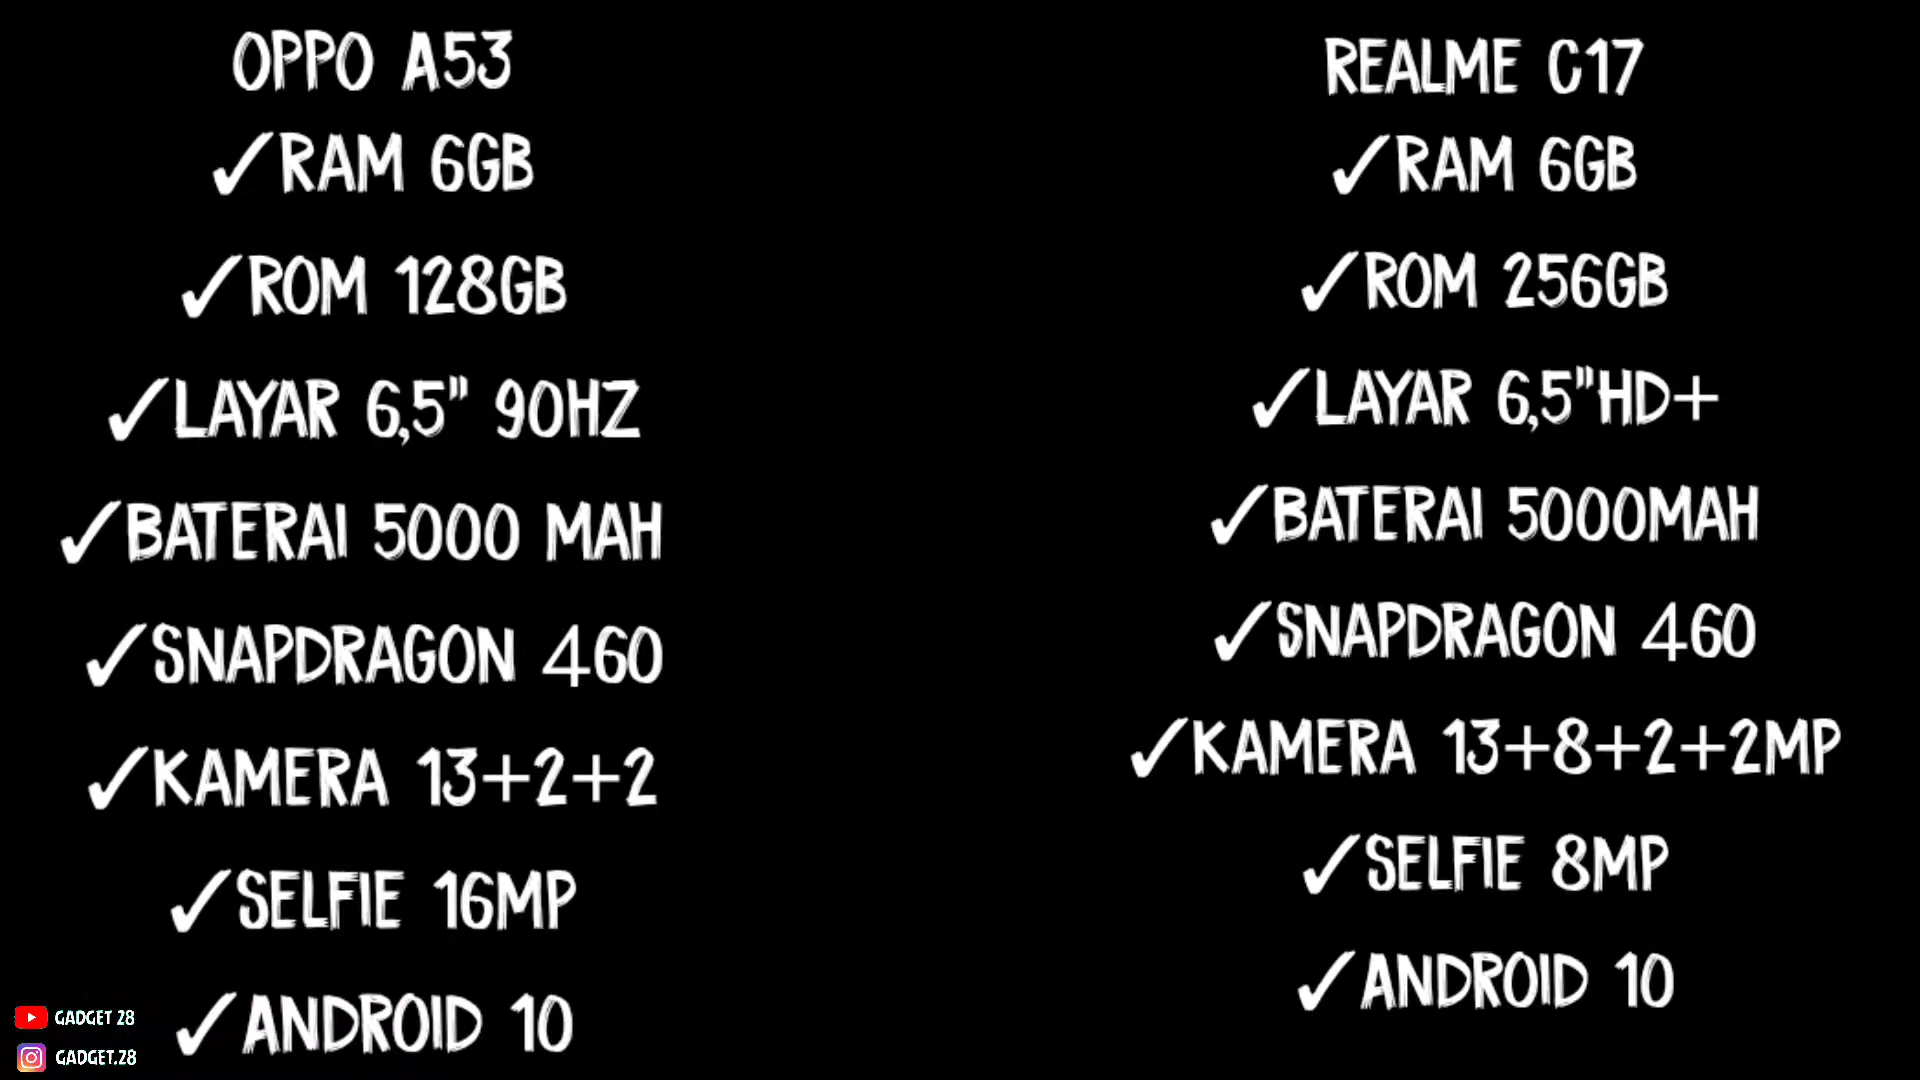 OPPO A53
✓RAM 6GB
✓ROM 128GB
✓LAYAR 6,5" 90HZ
✓BATERAI 5000 MAH
✓SNAPDRAGON 460
✓KAMERA 13+2+2
✓SELFIE 16MP
✓ANDROID 10
REALME C17
✓RAM 6GB
✓ROM 256GB
✓LAYAR 6,5"HD+
✓BATERAI 5000MAH
✓SNAPDRAGON 460
✓KAMERA 13+8+2+2MP
✓SELFIE 8MP
✓ANDROID 10
GADGET 28
GADGET.28